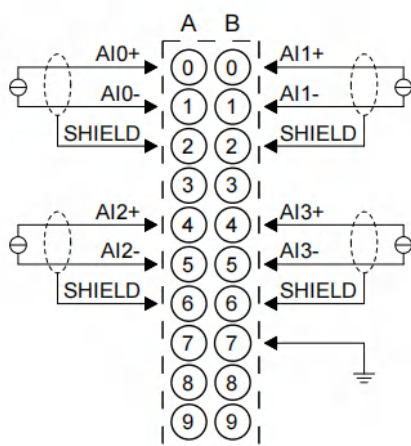 A B
AI0+ 0 0 AI1+
AI0- 1 1 AI1-
SHIELD 2 2 SHIELD
3 3
AI2+ 4 4 AI3+
AI2- 5 5 AI3-
SHIELD 6 6 SHIELD
7 7
8 8
9 9